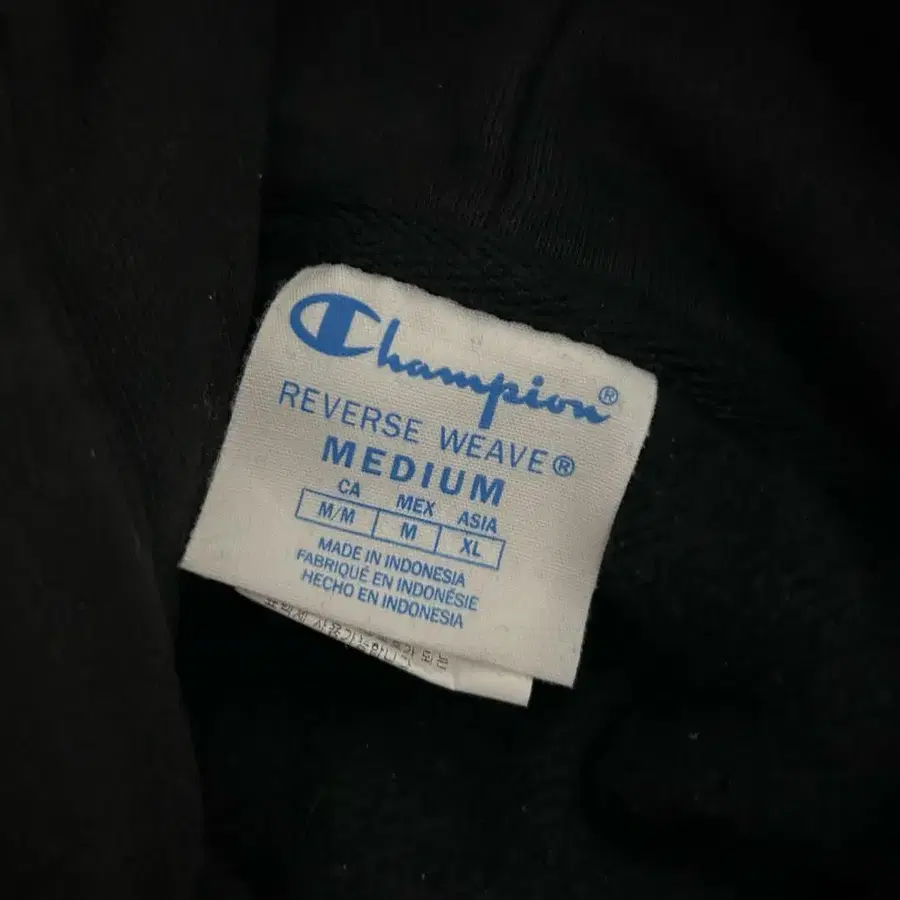 Champion®
REVERSE WEAVE®
MEDIUM
CA MEX ASIA
M/M M XL
MADE IN INDONESIA
FABRIQUÉ EN INDONÉSIE
HECHO EN INDONESIA